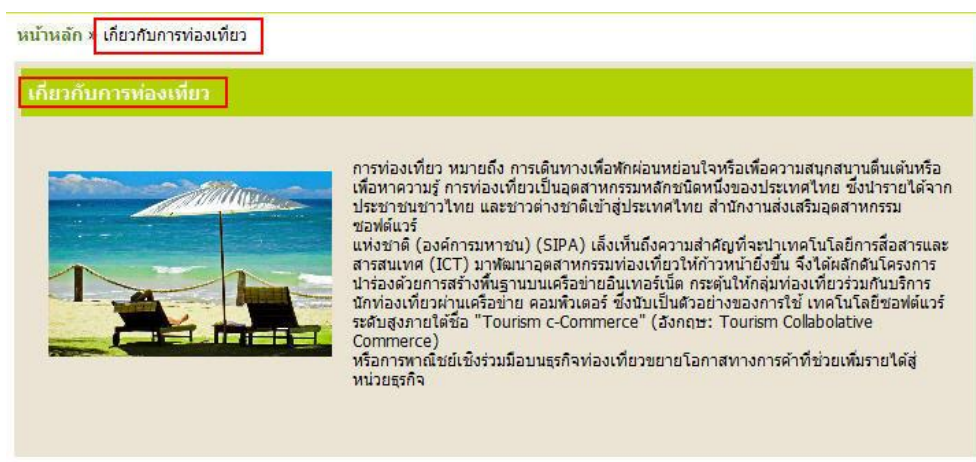 หน้าหลัก » เกี่ยวกับการท่องเที่ยว
เกี่ยวกับการท่องเที่ยว
การท่องเที่ยว หมายถึง การเดินทางเพื่อพักผ่อนหย่อนใจหรือเพื่อความสนุกสนานตื่นเต้นหรือ
เพื่อหาความรู้ การท่องเที่ยวเป็นอุตสาหกรรมหลักชนิดหนึ่งของประเทศไทย ซึ่งนำรายได้จาก
ประชาชนชาวไทย และชาวต่างชาติเข้าสู่ประเทศไทย สำนักงานส่งเสริมอุตสาหกรรม
ซอฟต์แวร์
แห่งชาติ (องค์การมหาชน) (SIPA) เล็งเห็นถึงความสำคัญที่จะนำเทคโนโลยีการสื่อสารและ
สารสนเทศ (ICT) มาพัฒนาอุตสาหกรรมท่องเที่ยวให้ก้าวหน้ายิ่งขึ้น จึงได้ผลักดันโครงการ
นำร่องด้วยการสร้างพื้นฐานบนเครือข่ายอินเทอร์เน็ต กระตุ้นให้กลุ่มท่องเที่ยวร่วมกันบริการ
นักท่องเที่ยวผ่านเครือข่าย คอมพิวเตอร์ ซึ่งนับเป็นตัวอย่างของการใช้ เทคโนโลยีซอฟต์แวร์
ระดับสูงภายใต้ชื่อ "Tourism c-Commerce" (อังกฤษ: Tourism Collabolative
Commerce)
หรือการพาณิชย์เชิงร่วมมือบนธุรกิจท่องเที่ยวขยายโอกาสทางการค้าที่ช่วยเพิ่มรายได้สู่
หน่วยธุรกิจ